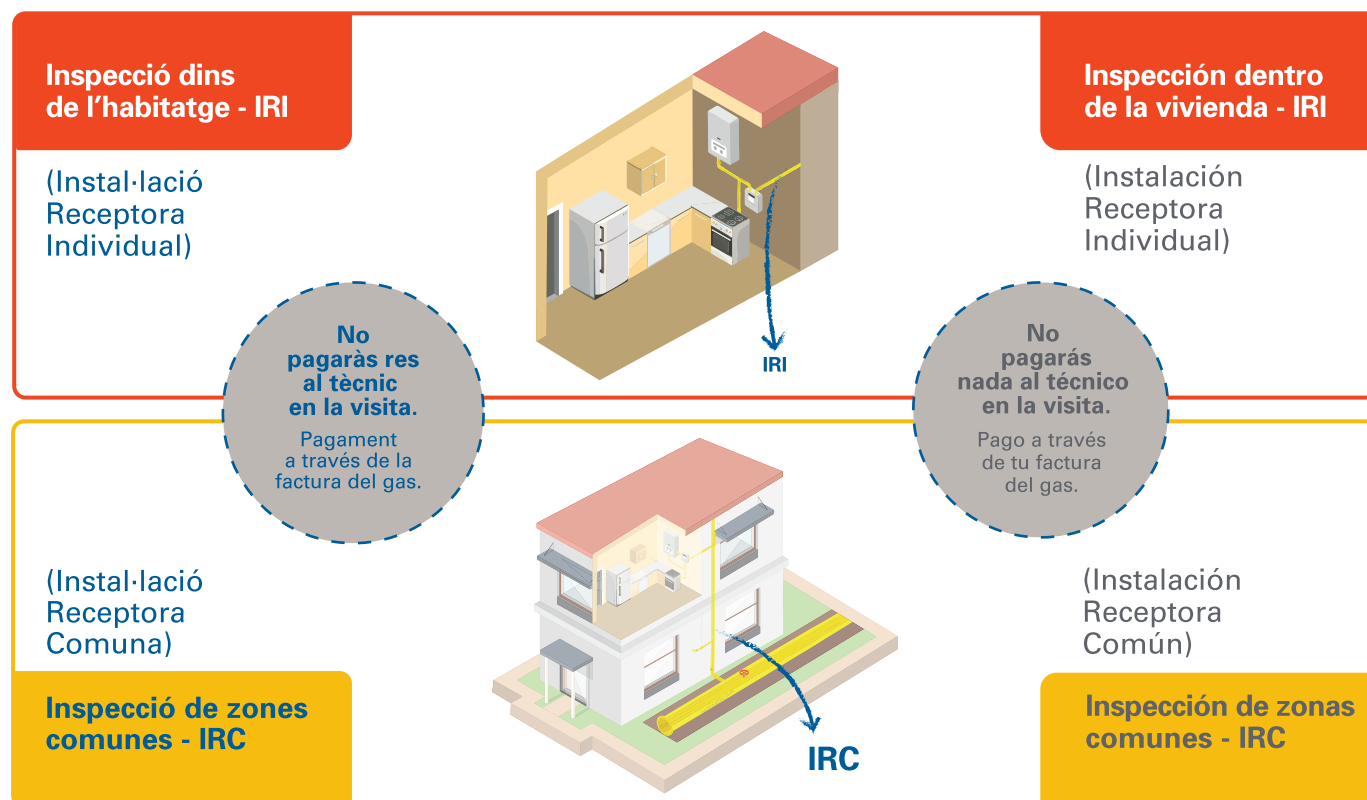 Inspecció dins
de l'habitatge - IRI
(Instal·lació
Receptora
Individual)
No
pagaràs res
al tècnic
en la visita.
Pagament
a través de la
factura del gas.
IRI
Inspección dentro
de la vivienda - IRI
(Instalación
Receptora
Individual)
No
pagarás
nada al técnico
en la visita.
Pago a través
de tu factura
del gas.
(Instal·lació
Receptora
Comuna)
Inspecció de zones
comunes - IRC
IRC
(Instalación
Receptora
Común)
Inspección de zonas
comunes - IRC